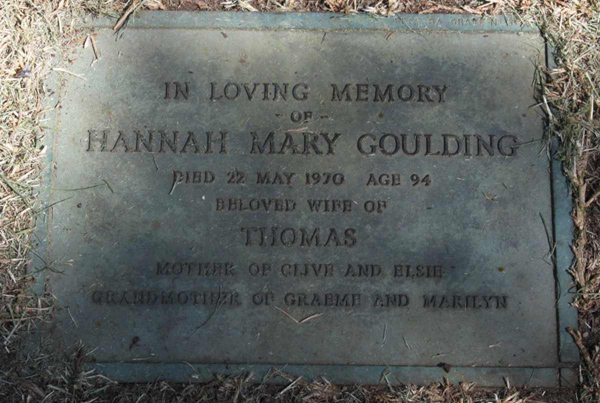 IN LOVING MEMORY
- OF -
HANNAH MARY GOULDING
DIED 22 MAY 1970 AGE 94
BELOVED WIFE OF
THOMAS
MOTHER OF CLIVE AND ELSIE
GRANDMOTHER OF GRAEME AND MARILYN